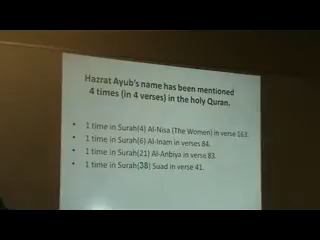 Hazrat Ayub's name has been mentioned
4 times (in 4 verses) in the holy Quran.
• 1 time in Surah(4) Al-Nisa (The Women) in verse 163.
• 1 time in Surah(6) Al-Inam in verses 84.
• 1 time in Surah(21) Al-Anbiya in verse 83.
• 1 time in Surah(38) Suad in verse 41.